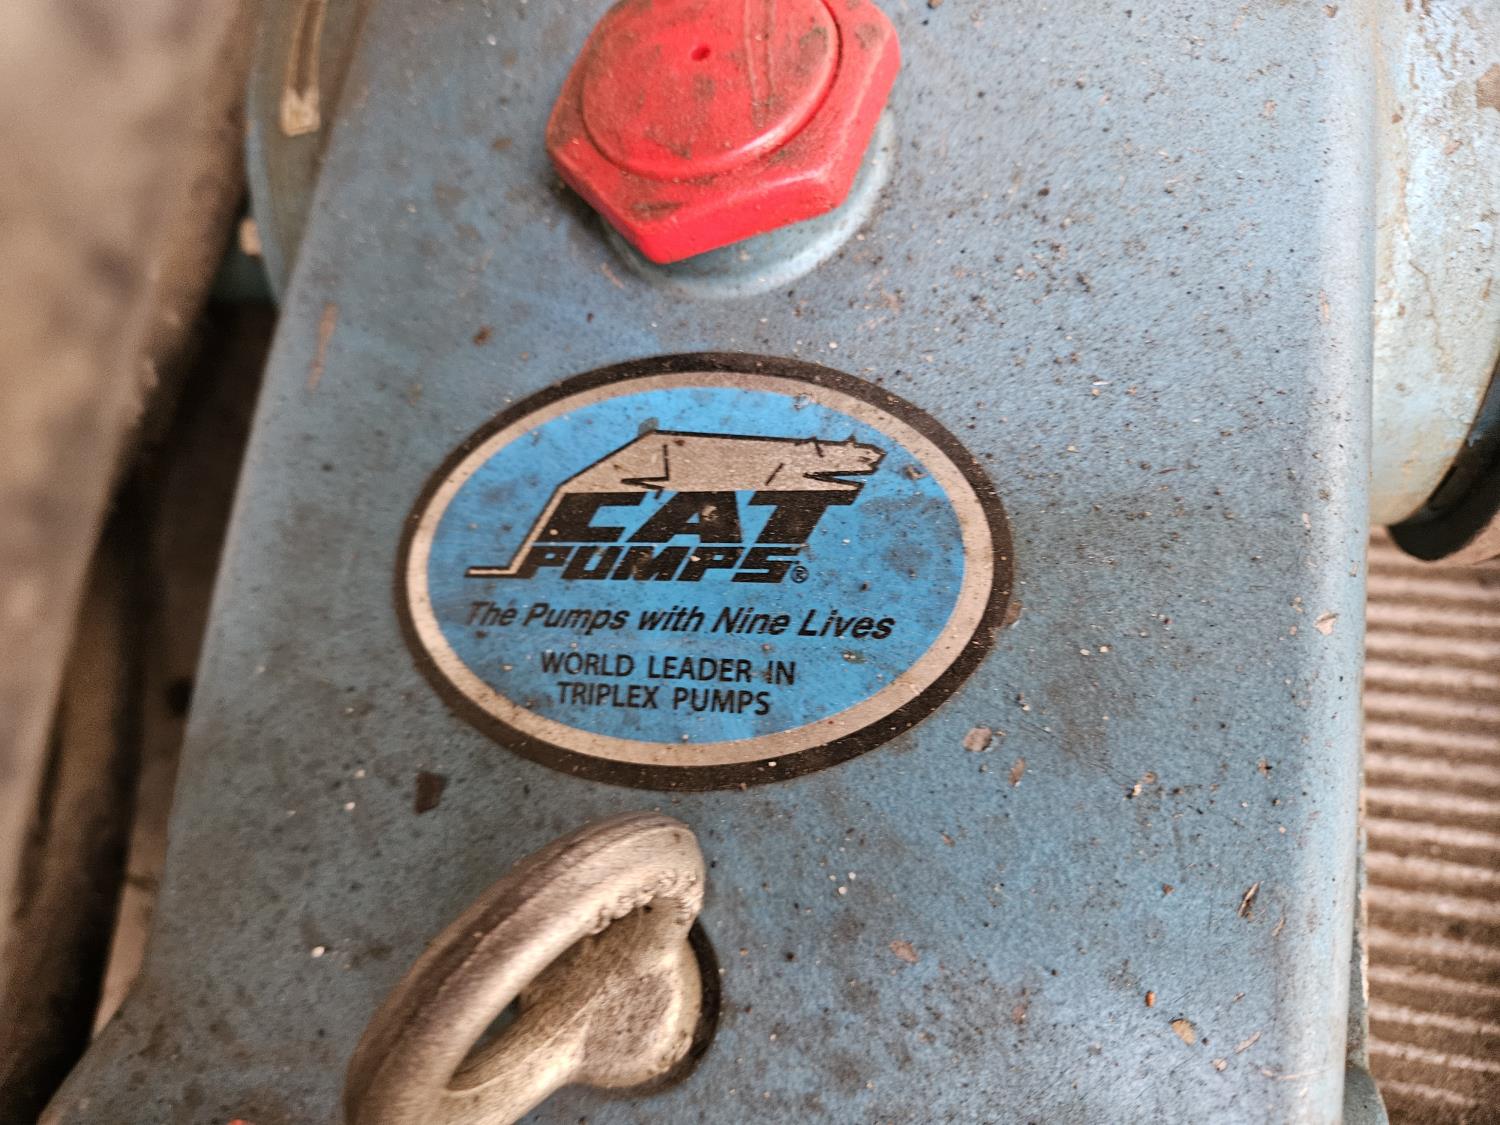 CAT
PUMPS®
The Pumps with Nine Lives
WORLD LEADER IN
TRIPLEX PUMPS